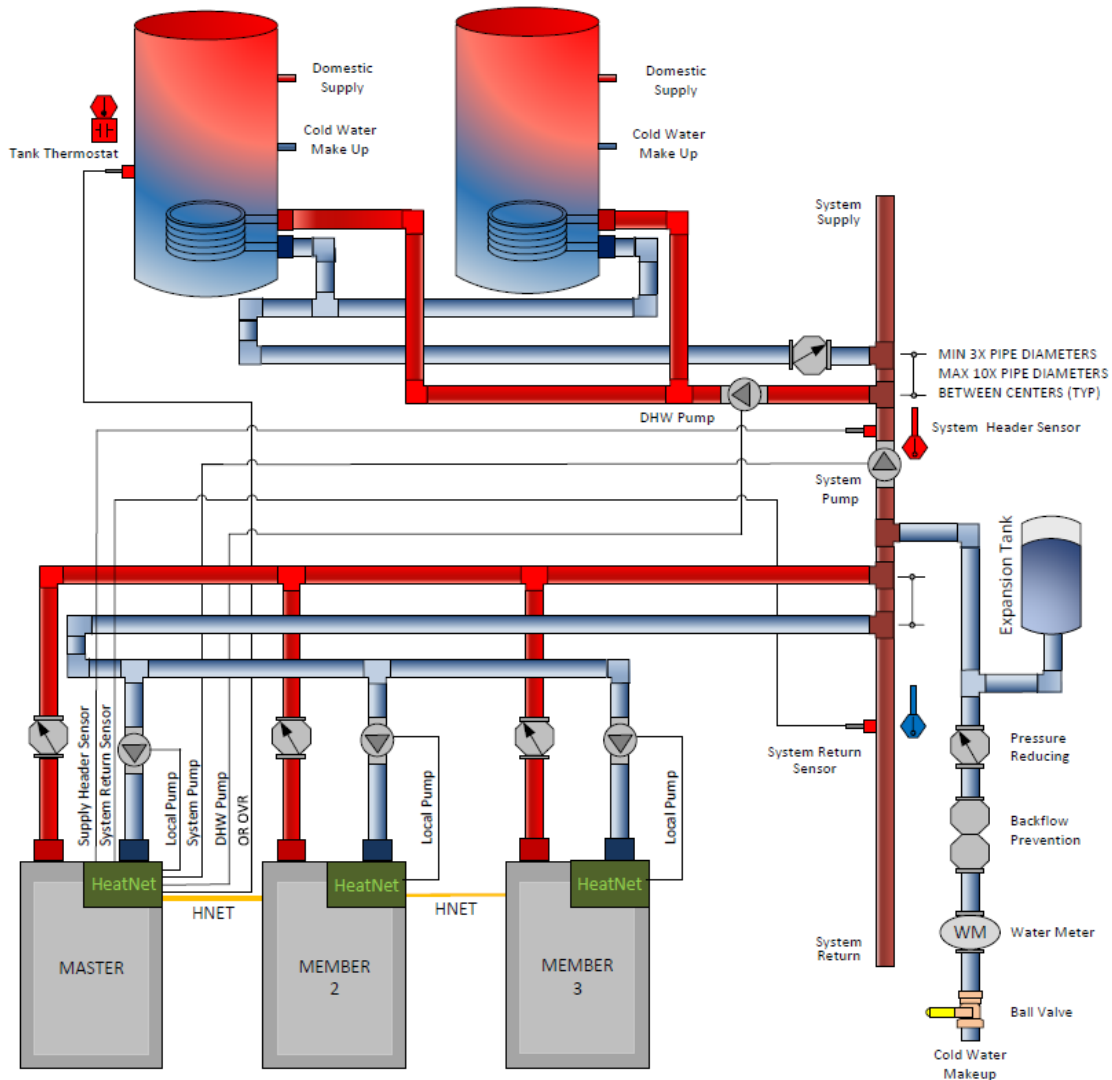 Domestic
Supply
Cold Water
Make Up
Tank Thermostat
Domestic
Supply
Cold Water
Make Up
System
Supply
MIN 3X PIPE DIAMETERS
MAX 10X PIPE DIAMETERS
BETWEEN CENTERS (TYP)
DHW Pump
System Header Sensor
System
Pump
Expansion Tank
System Return
Sensor
Pressure
Reducing
Backflow
Prevention
WM
Water Meter
Ball Valve
Cold Water
Makeup
System
Return
Supply Header Sensor
System Return Sensor
Local Pump
System Pump
DHW Pump
OR OVR
Local Pump
Local Pump
HeatNet
HNET
HeatNet
HNET
HeatNet
MASTER
MEMBER
2
MEMBER
3